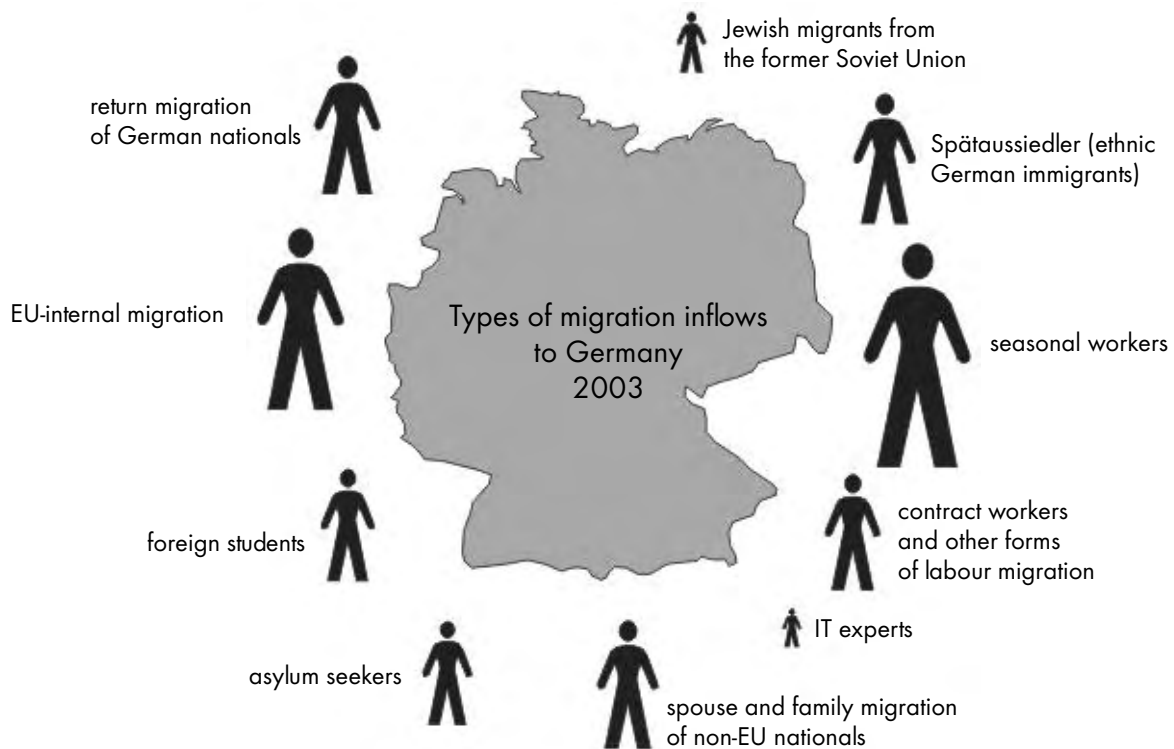 Jewish migrants from
the former Soviet Union
return migration
of German nationals
Spätaussiedler (ethnic
German immigrants)
EU-internal migration
Types of migration inflows
to Germany
2003
seasonal workers
foreign students
contract workers
and other forms
of labour migration
IT experts
asylum seekers
spouse and family migration
of non-EU nationals